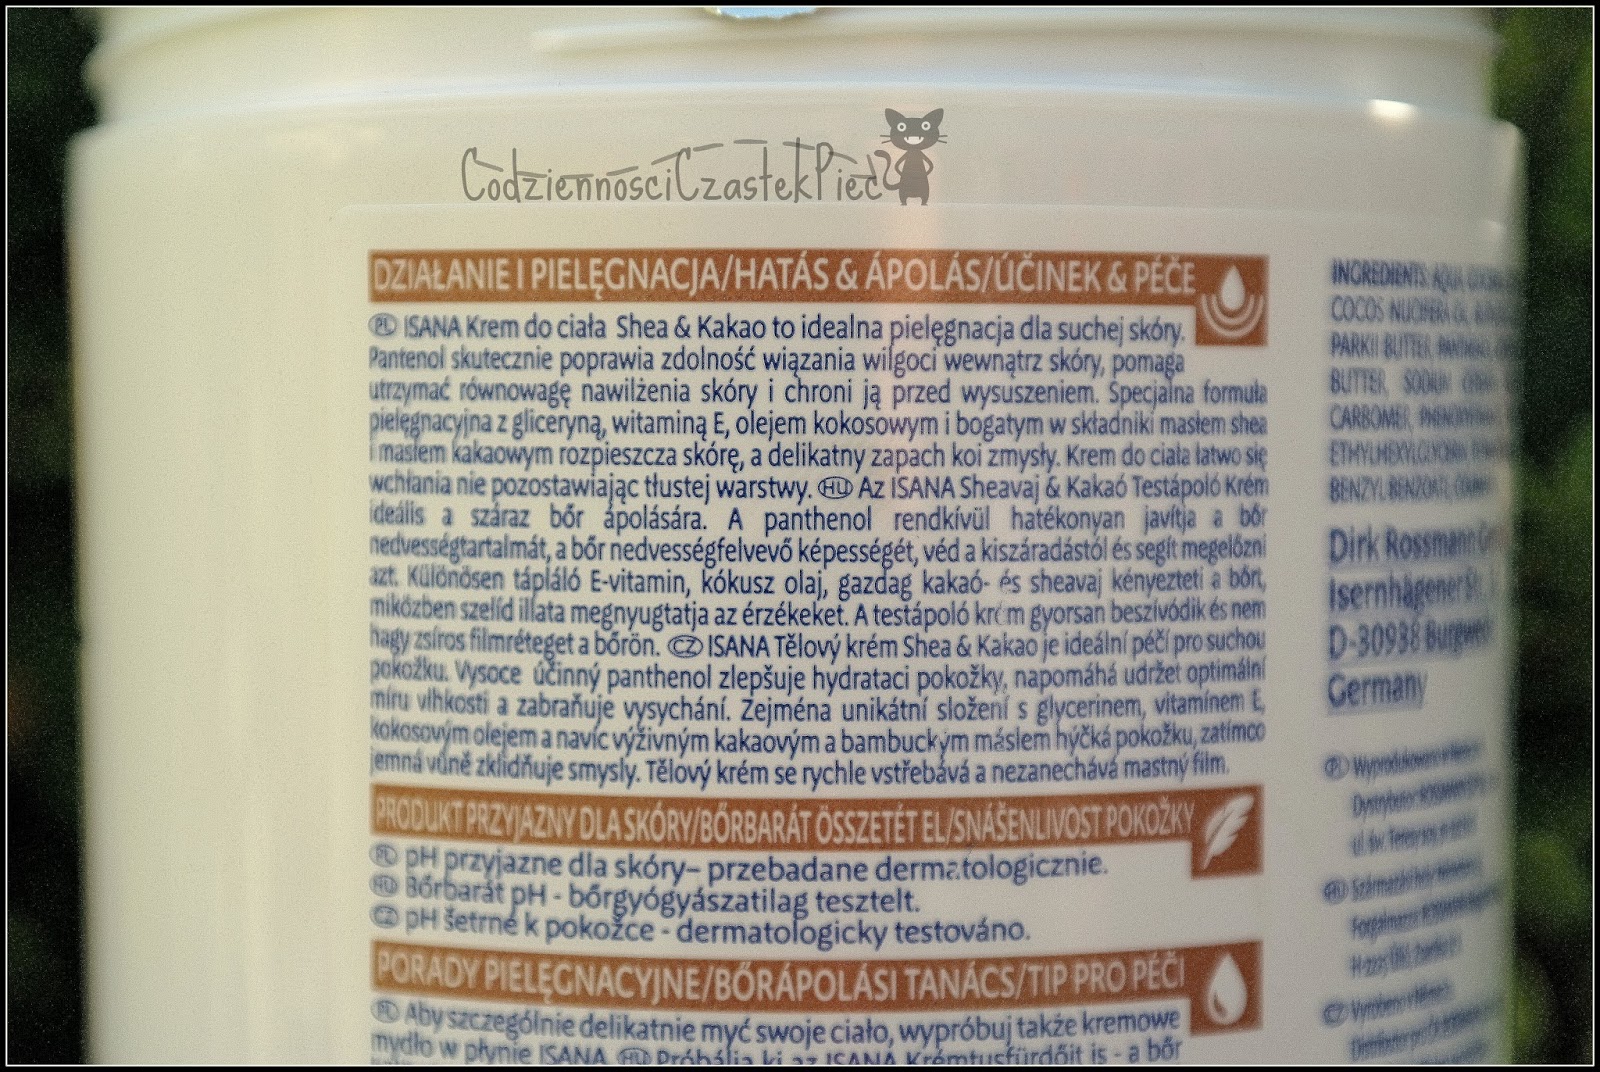 CodziennosciCzastekPiec
DZIAŁANIE I PIELĘGNACJA/HATÁS & ÁPOLÁS/ÚČINEK & PÉČE
PL ISANA Krem do ciała Shea & Kakao to idealna pielęgnacja dla suchej skóry.
Pantenol skutecznie poprawia zdolność wiązania wilgoci wewnątrz skóry, pomaga
utrzymać równowagę nawilżenia skóry i chroni ją przed wysuszeniem. Specjalna formuła
pielęgnacyjna z gliceryną, witaminą E, olejem kokosowym i bogatym w składniki masłem shea
i masłem kakaowym rozpieszcza skórę, a delikatny zapach koi zmysły. Krem do ciała łatwo się
wchłania nie pozostawiając tłustej warstwy. HU Az ISANA Sheavaj & Kakaó Testápoló Krém
ideális a száraz bőr ápolására. A panthenol rendkívül hatékonyan javítja a bőr
nedvességtartalmát, a bőr nedvességfelvevő képességét, véd a kiszáradástól és segít megelőzni
azt. Különösen tápláló E-vitamin, kókusz olaj, gazdag kakaó- és sheavaj kényezteti a bőrt,
miközben szelíd illata megnyugtatja az érzékeket. A testápoló krém gyorsan beszívódik és nem
hagy zsíros filmréteget a bőrön. CZ ISANA Tělový krém Shea & Kakao je ideální péčí pro suchou
pokožku. Vysoce účinný panthenol zlepšuje hydrataci pokožky, napomáhá udržet optimální
míru vlhkosti a zabraňuje vysychání. Zejména unikátní složení s glycerinem, vitamínem E,
kokosovým olejem a navíc výživným kakaovým a bambuckým máslem hýčká pokožku, zatímco
jemná vůně zklidňuje smysly. Tělový krém se rychle vstřebává a nezanechává mastný film.
PRODUKT PRZYJAZNY DLA SKÓRY/BŐRBARÁT ÖSSZETÉTEL/SNÁŠENLIVOST POKOŽKY
PL pH przyjazne dla skóry– przebadane dermatologicznie.
HU Bőrbarát pH - bőrgyógyászatilag tesztelt.
CZ pH šetrné k pokožce - dermatologicky testováno.
PORADY PIELĘGNACYJNE/BŐRÁPOLÁSI TANÁCS/TIP PRO PÉČI
PL Aby szczególnie delikatnie myć swoje ciało, wypróbuj także kremowe
mydło w płynie ISANA. HU Próbálja ki az ISANA Krémtusfürdőit is - a bőr
INGREDIENTS: AQUA,
COCOS NUCIFERA OIL,
PARKII BUTTER,
BUTTER, SODIUM
CARBOMER,
BENZYL BENZOATE,
Dirk Rossmann
Isernhägener St.
D-30938 Burgwedel
Germany
PL Wyprodukowano w
HU Származási hely
CZ Vyrobeno v